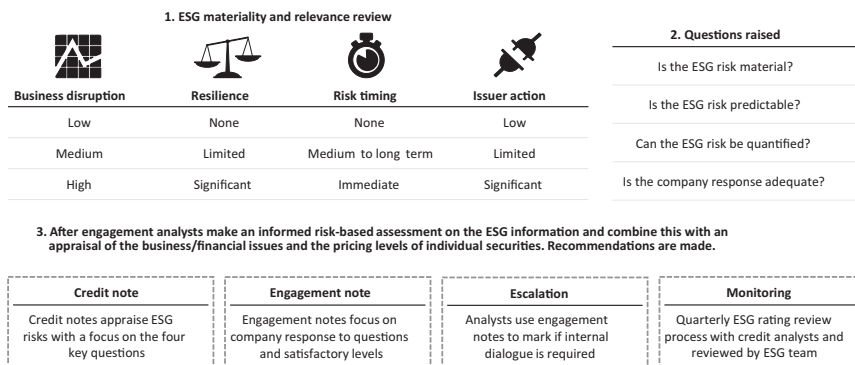 1. ESG materiality and relevance review
Business disruption Resilience Risk timing Issuer action
Low None None Low
Medium Limited Medium to long term Limited
High Significant Immediate Significant
2. Questions raised
Is the ESG risk material?
Is the ESG risk predictable?
Can the ESG risk be quantified?
Is the company response adequate?
3. After engagement analysts make an informed risk-based assessment on the ESG information and combine this with an
appraisal of the business/financial issues and the pricing levels of individual securities. Recommendations are made.
Credit note
Credit notes appraise ESG
risks with a focus on the four
key questions
Engagement note
Engagement notes focus on
company response to questions
and satisfactory levels
Escalation
Analysts use engagement
notes to mark if internal
dialogue is required
Monitoring
Quarterly ESG rating review
process with credit analysts and
reviewed by ESG team